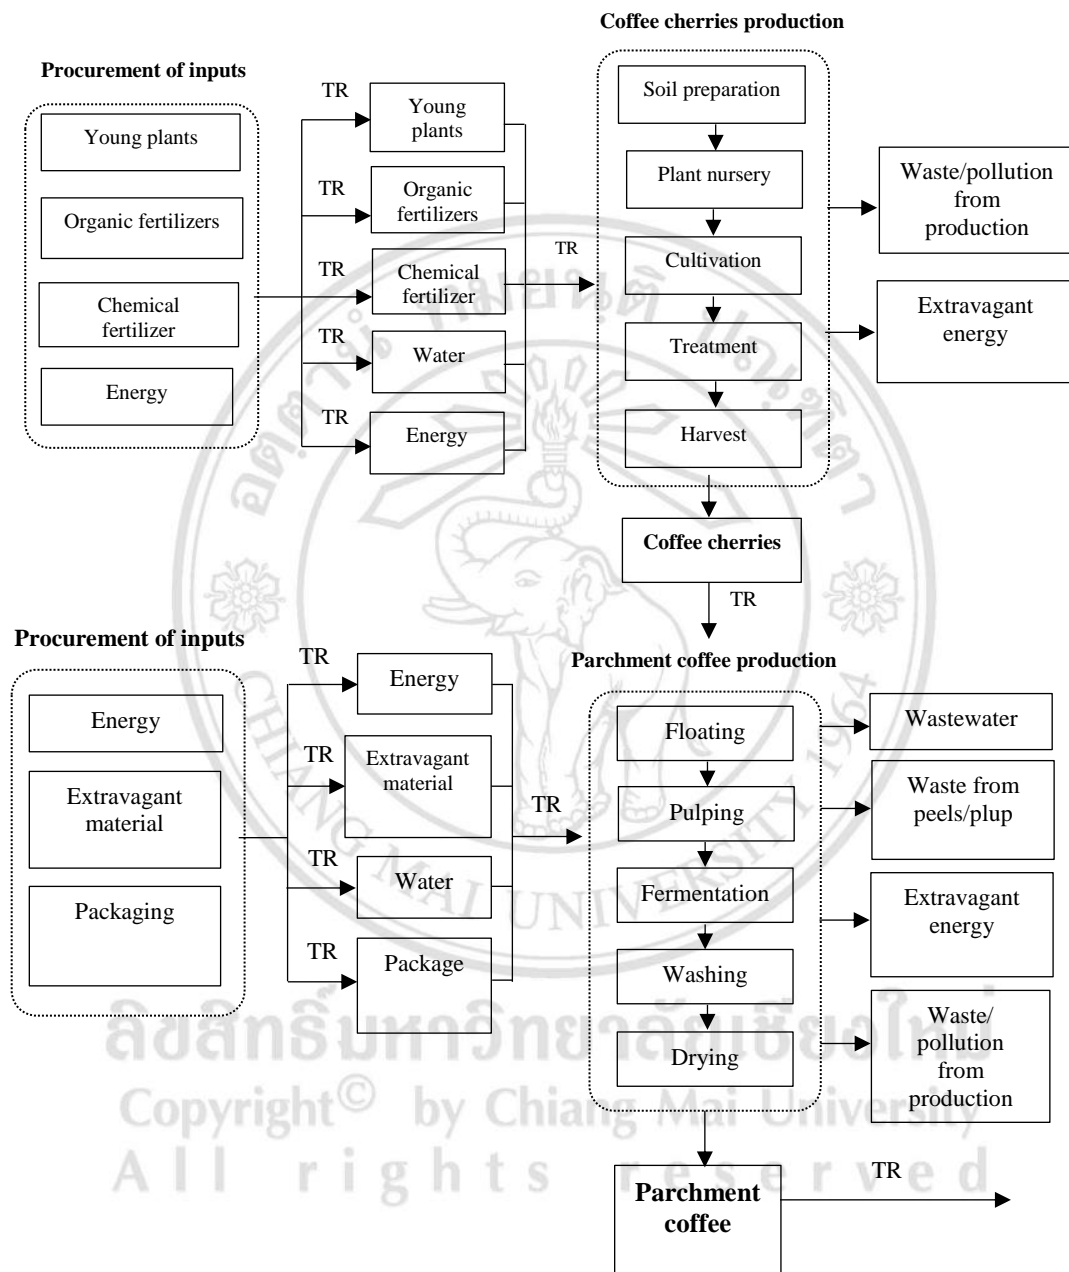 Coffee cherries production
Procurement of inputs
Young plants
Organic fertilizers
Chemical
fertilizer
Energy
TR
Young
plants
TR
Organic
fertilizers
TR
Chemical
fertilizer
TR
Water
TR
Energy
TR
Soil preparation
Plant nursery
Cultivation
Treatment
Harvest
Waste/pollution
from
production
Extravagant
energy
Coffee cherries
TR
Procurement of inputs
Energy
Extravagant
material
Packaging
TR
Energy
TR
Extravagant
material
TR
Water
TR
Package
TR
Parchment coffee production
Floating
Pulping
Fermentation
Washing
Drying
Wastewater
Waste from
peels/plup
Extravagant
energy
Waste/
pollution
from
production
Parchment
coffee
TR
CHIANG MAI UNIVERSITY 1964
ลิขสิทธิ์มหาวิทยาลัยเชียงใหม่
Copyright© by Chiang Mai University
All rights reserved